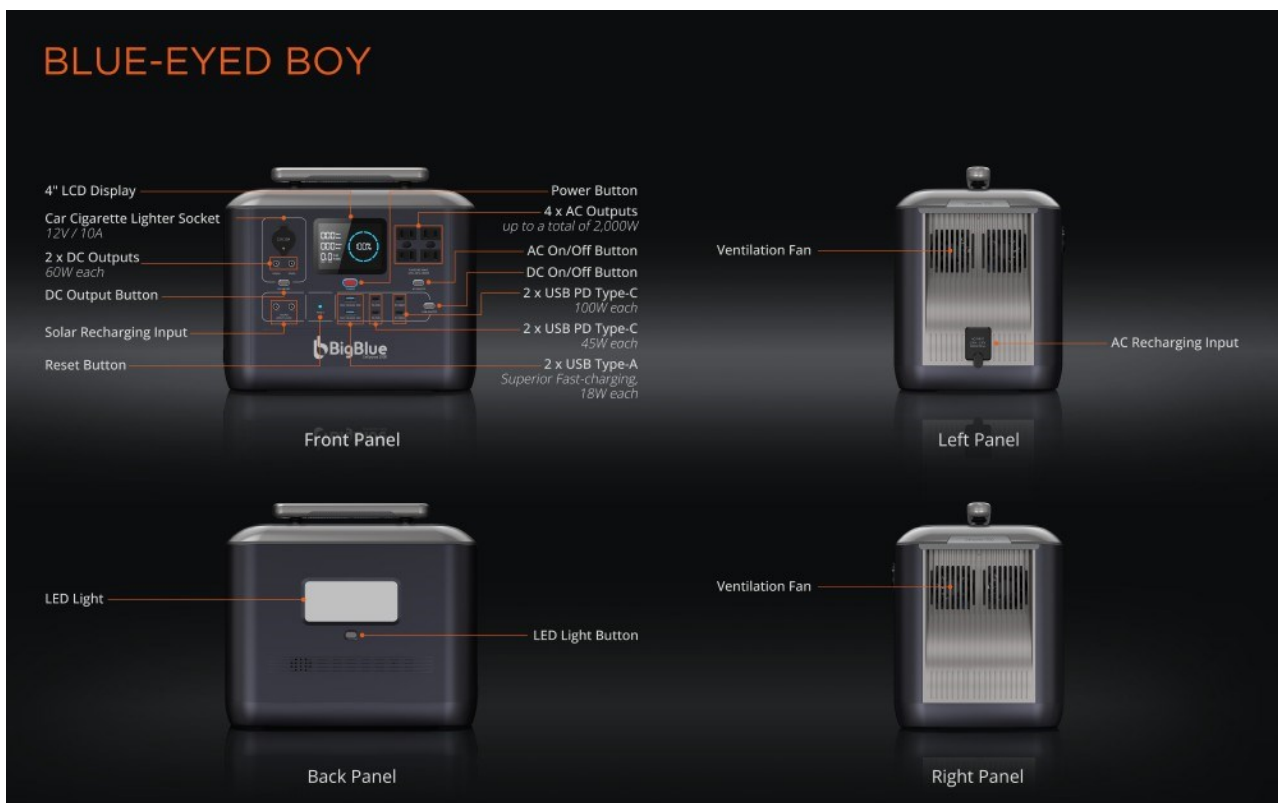 BLUE-EYED BOY
4" LCD Display
Car Cigarette Lighter Socket
12V / 10A
2 x DC Outputs
60W each
DC Output Button
Solar Recharging Input
Reset Button
100%
BigBlue
Power Button
4 x AC Outputs
up to a total of 2,000W
AC On/Off Button
DC On/Off Button
2 x USB PD Type-C
100W each
2 x USB PD Type-C
45W each
2 x USB Type-A
Superior Fast-charging,
18W each
Front Panel
Ventilation Fan
AC Recharging Input
Left Panel
LED Light
LED Light Button
Back Panel
Ventilation Fan
Right Panel